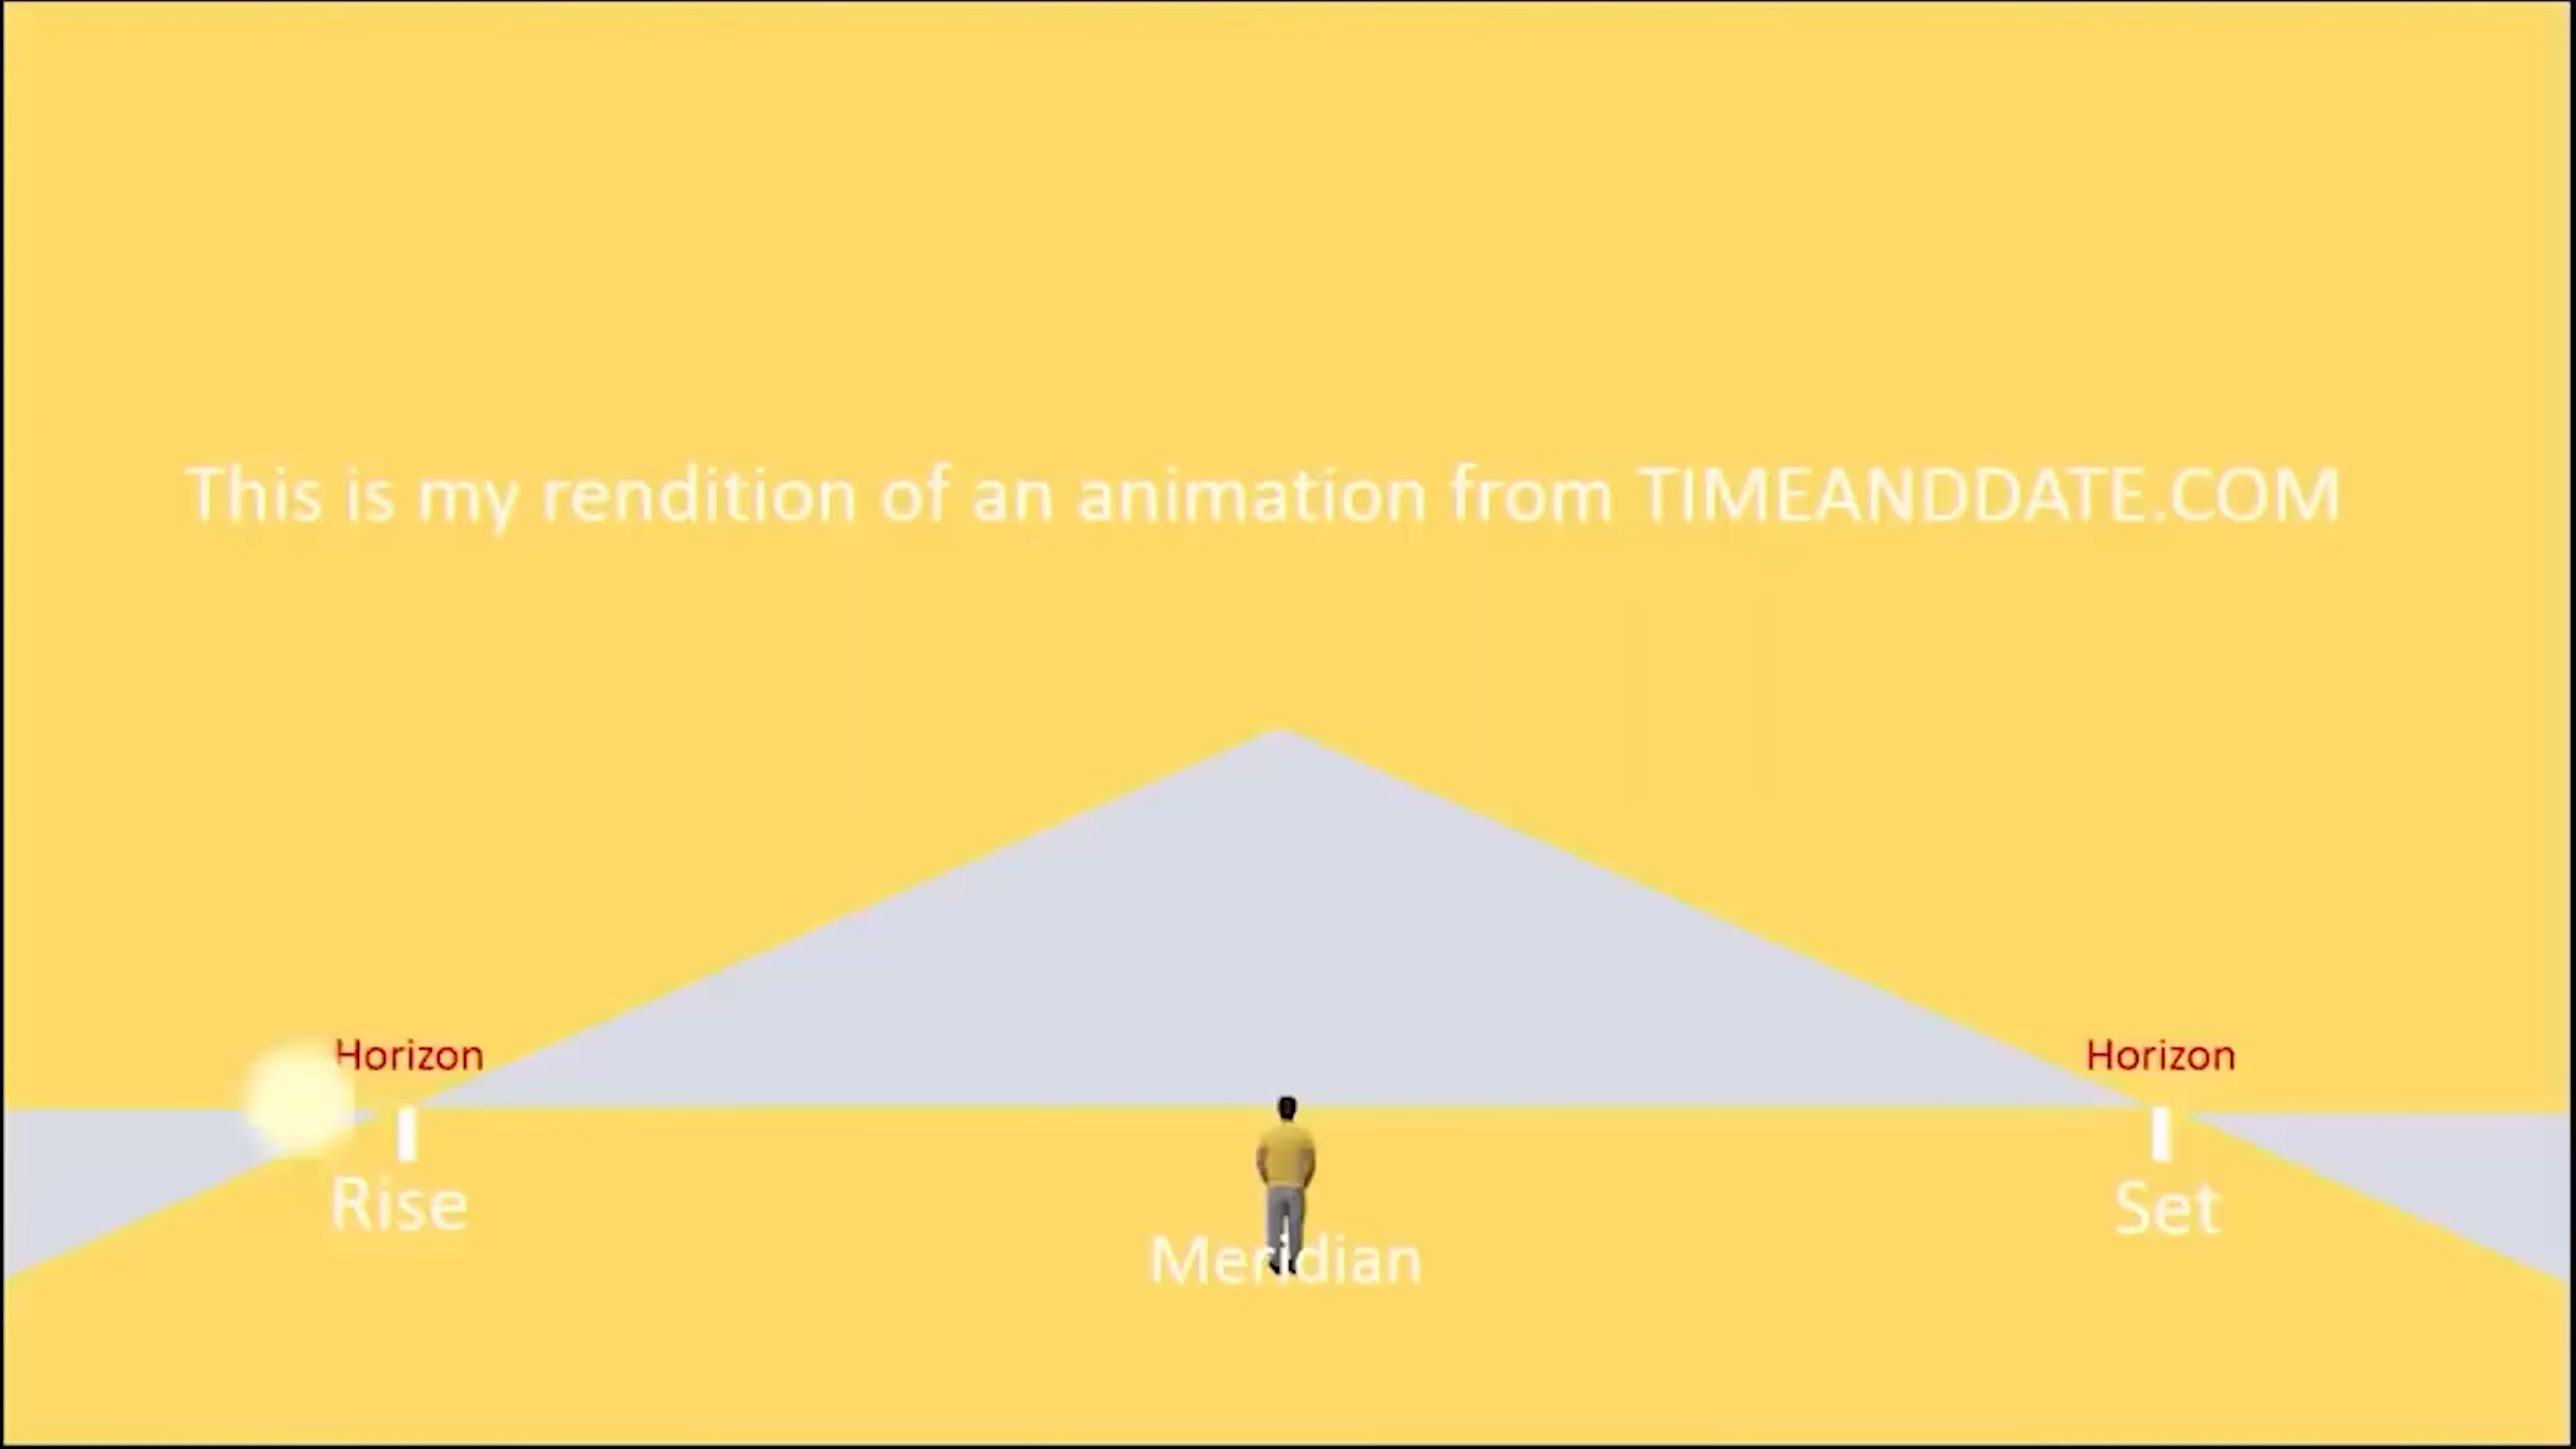 This is my rendition of an animation from TIMEANDDATE.COM
Horizon
Horizon
Rise
Set
Meridian